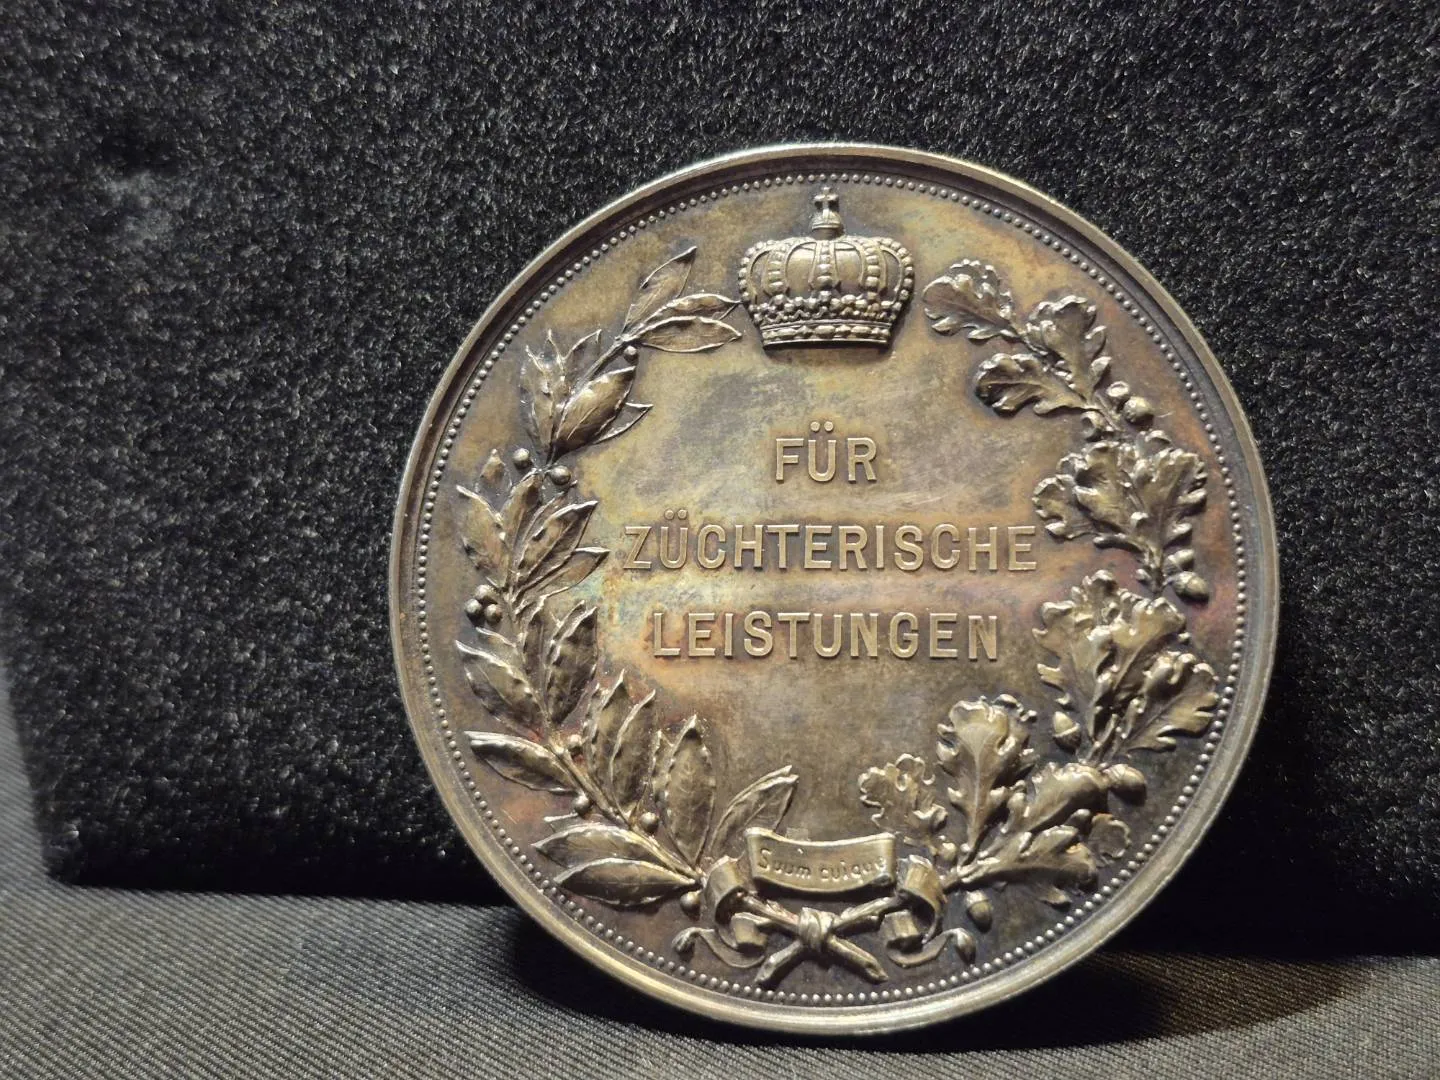 FÜR
ZÜCHTERISCHE
LEISTUNGEN
Suum cuique